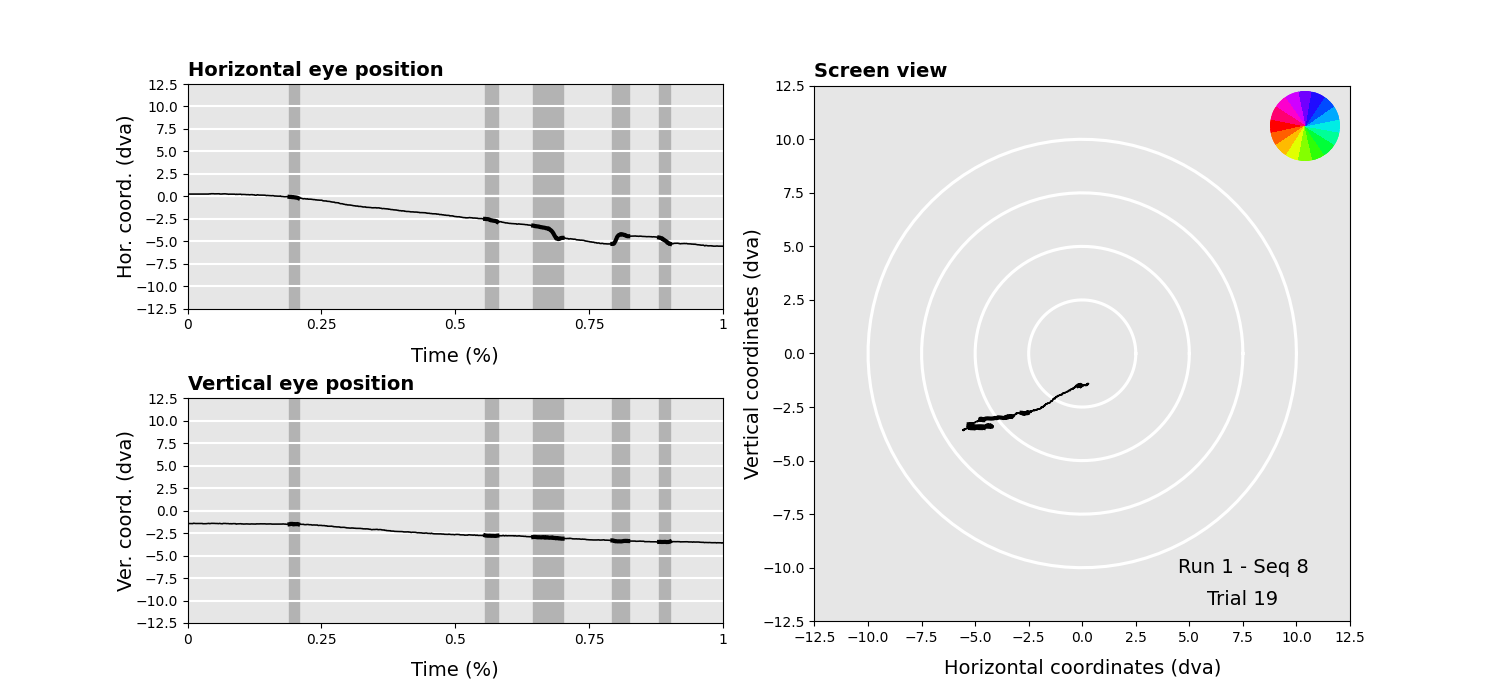 Horizontal eye position
12.5
10.0
7.5
5.0
2.5
0.0
−2.5
−5.0
−7.5
−10.0
−12.5
Hor. coord. (dva)
0 0.25 0.5 0.75 1
Time (%)
Vertical eye position
12.5
10.0
7.5
5.0
2.5
0.0
−2.5
−5.0
−7.5
−10.0
−12.5
Ver. coord. (dva)
0 0.25 0.5 0.75 1
Time (%)
Screen view
12.5
10.0
7.5
5.0
2.5
0.0
−2.5
−5.0
−7.5
−10.0
−12.5
Vertical coordinates (dva)
Run 1 - Seq 8
Trial 19
−12.5 −10.0 −7.5 −5.0 −2.5 0.0 2.5 5.0 7.5 10.0 12.5
Horizontal coordinates (dva)